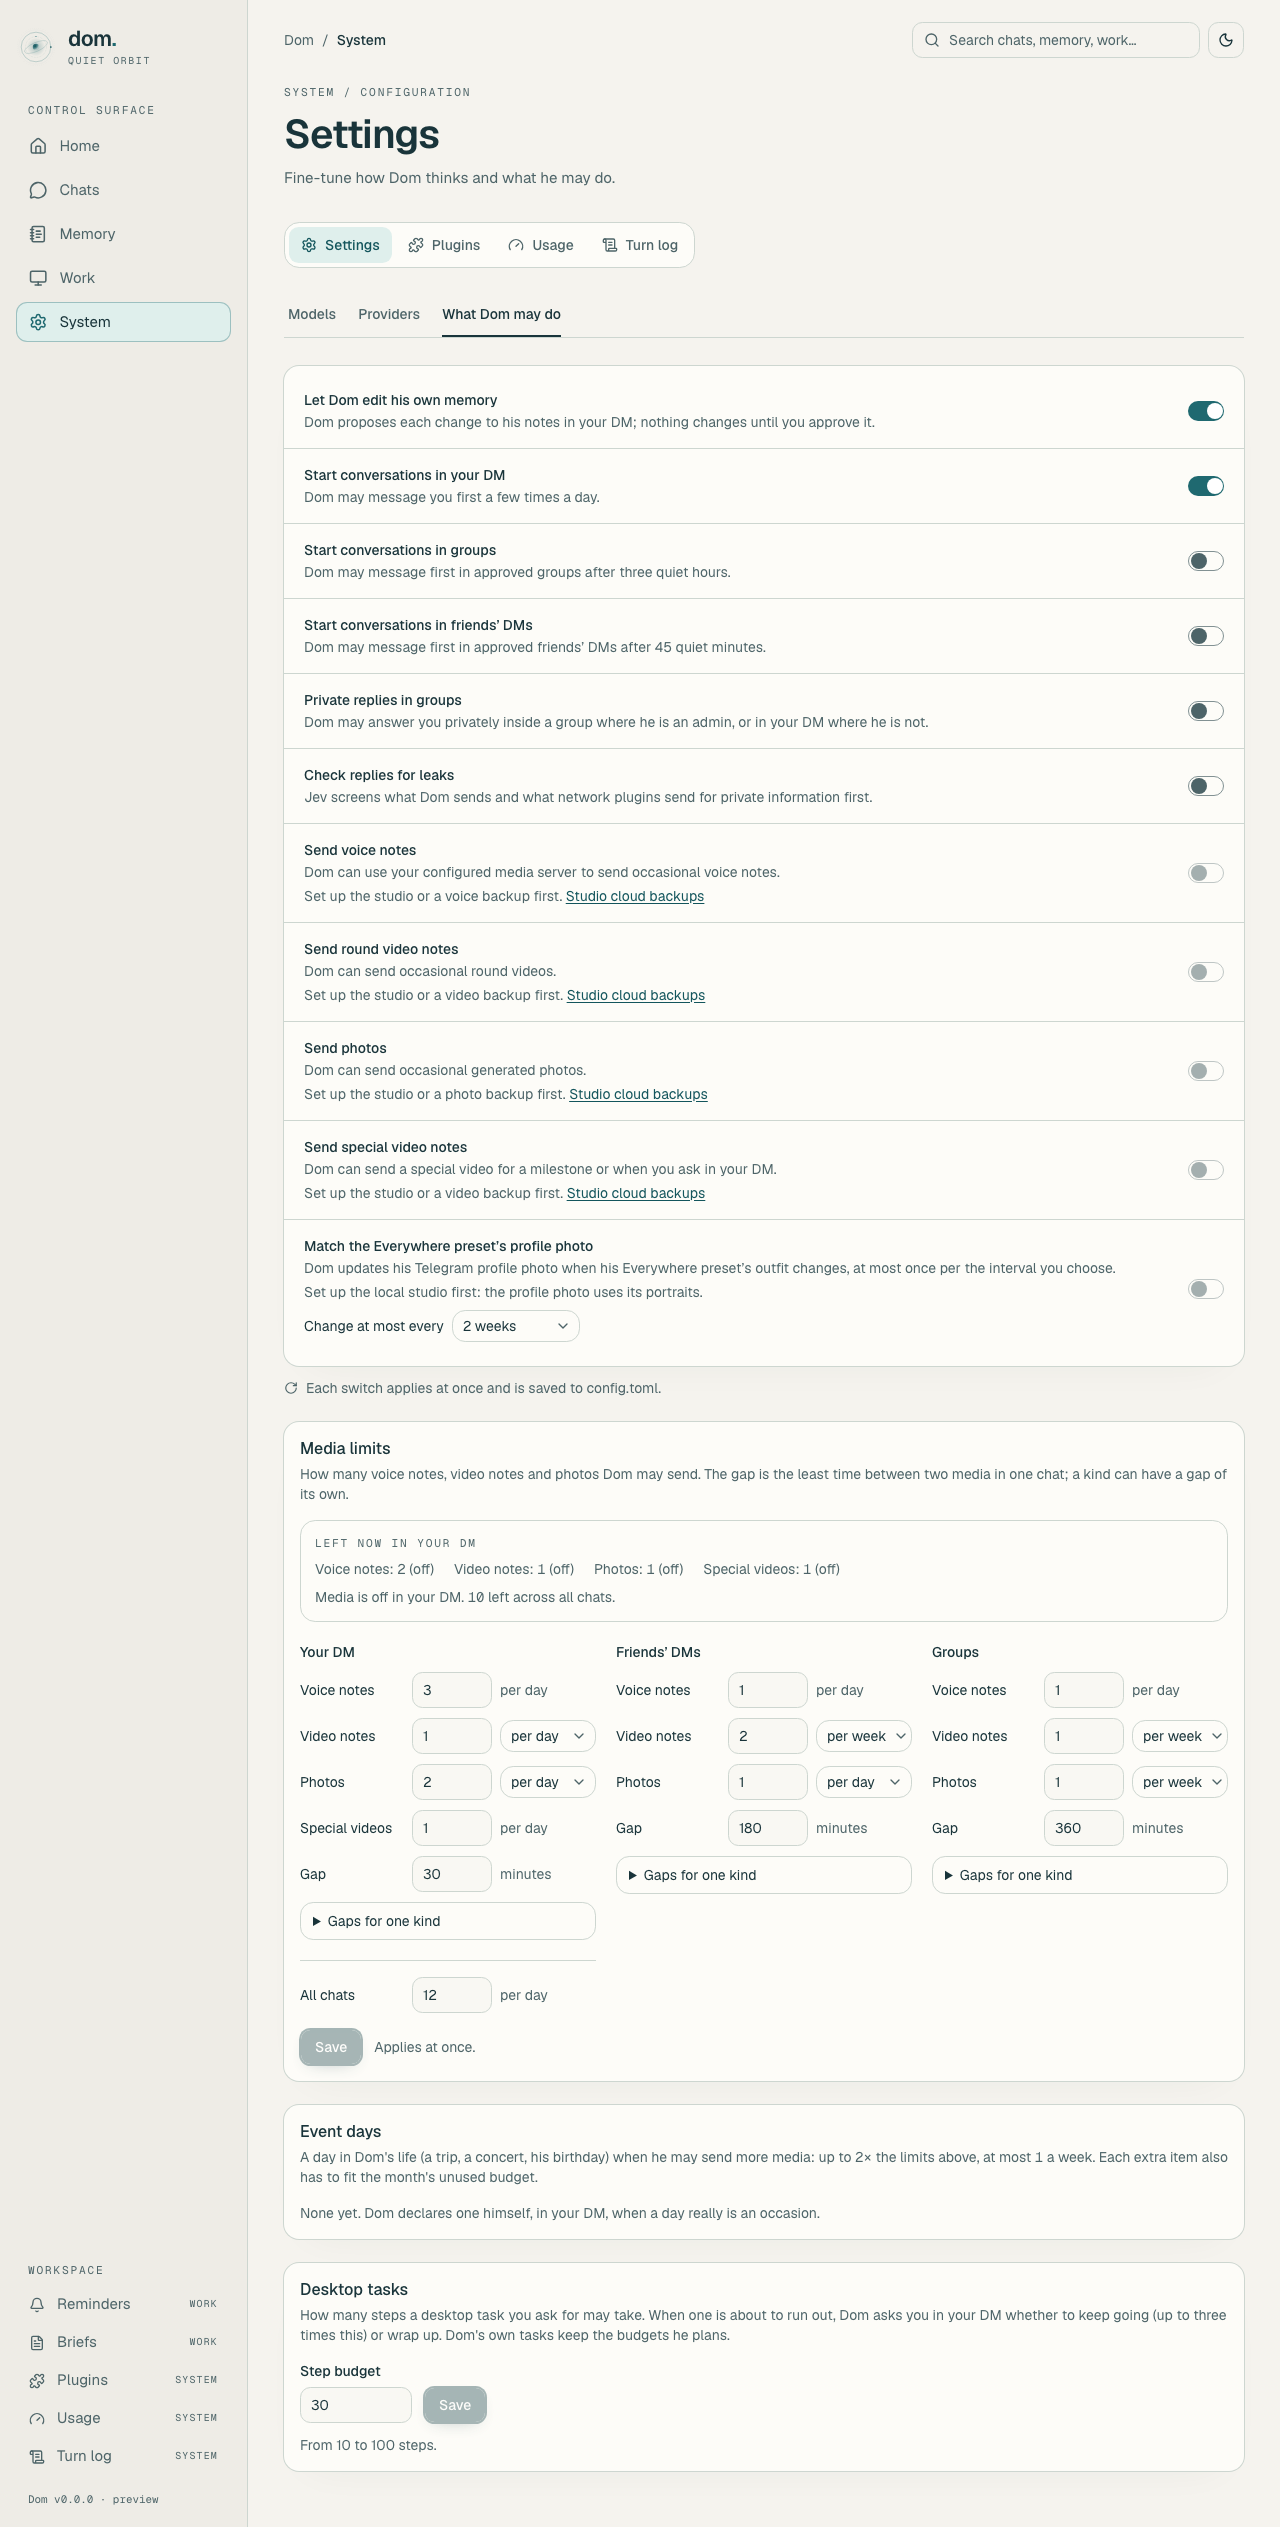 dom.
QUIET ORBIT
CONTROL SURFACE
Home
Chats
Memory
Work
System
Dom / System
Search chats, memory, work…
SYSTEM / CONFIGURATION
Settings
Fine-tune how Dom thinks and what he may do.
Settings
Plugins
Usage
Turn log
Models
Providers
What Dom may do
Let Dom edit his own memory
Dom proposes each change to his notes in your DM; nothing changes until you approve it.
Start conversations in your DM
Dom may message you first a few times a day.
Start conversations in groups
Dom may message first in approved groups after three quiet hours.
Start conversations in friends’ DMs
Dom may message first in approved friends’ DMs after 45 quiet minutes.
Private replies in groups
Dom may answer you privately inside a group where he is an admin, or in your DM where he is not.
Check replies for leaks
Jev screens what Dom sends and what network plugins send for private information first.
Send voice notes
Dom can use your configured media server to send occasional voice notes.
Set up the studio or a voice backup first. Studio cloud backups
Send round video notes
Dom can send occasional round videos.
Set up the studio or a video backup first. Studio cloud backups
Send photos
Dom can send occasional generated photos.
Set up the studio or a photo backup first. Studio cloud backups
Send special video notes
Dom can send a special video for a milestone or when you ask in your DM.
Set up the studio or a video backup first. Studio cloud backups
Match the Everywhere preset’s profile photo
Dom updates his Telegram profile photo when his Everywhere preset’s outfit changes, at most once per the interval you choose.
Set up the local studio first: the profile photo uses its portraits.
Change at most every 2 weeks
Each switch applies at once and is saved to config.toml.
Media limits
How many voice notes, video notes and photos Dom may send. The gap is the least time between two media in one chat; a kind can have a gap of
its own.
LEFT NOW IN YOUR DM
Voice notes: 2 (off) Video notes: 1 (off) Photos: 1 (off) Special videos: 1 (off)
Media is off in your DM. 10 left across all chats.
Your DM
Voice notes 3 per day
Video notes 1 per day
Photos 2 per day
Special videos 1 per day
Gap 30 minutes
Gaps for one kind
Friends’ DMs
Voice notes 1 per day
Video notes 2 per week
Photos 1 per day
Gap 180 minutes
Gaps for one kind
Groups
Voice notes 1 per day
Video notes 1 per week
Photos 1 per week
Gap 360 minutes
Gaps for one kind
All chats 12 per day
Save Applies at once.
Event days
A day in Dom’s life (a trip, a concert, his birthday) when he may send more media: up to 2× the limits above, at most 1 a week. Each extra item also
has to fit the month’s unused budget.
None yet. Dom declares one himself, in your DM, when a day really is an occasion.
Desktop tasks
How many steps a desktop task you ask for may take. When one is about to run out, Dom asks you in your DM whether to keep going (up to three
times this) or wrap up. Dom’s own tasks keep the budgets he plans.
Step budget
30 Save
From 10 to 100 steps.
WORKSPACE
Reminders WORK
Briefs WORK
Plugins SYSTEM
Usage SYSTEM
Turn log SYSTEM
Dom v0.0.0 · preview